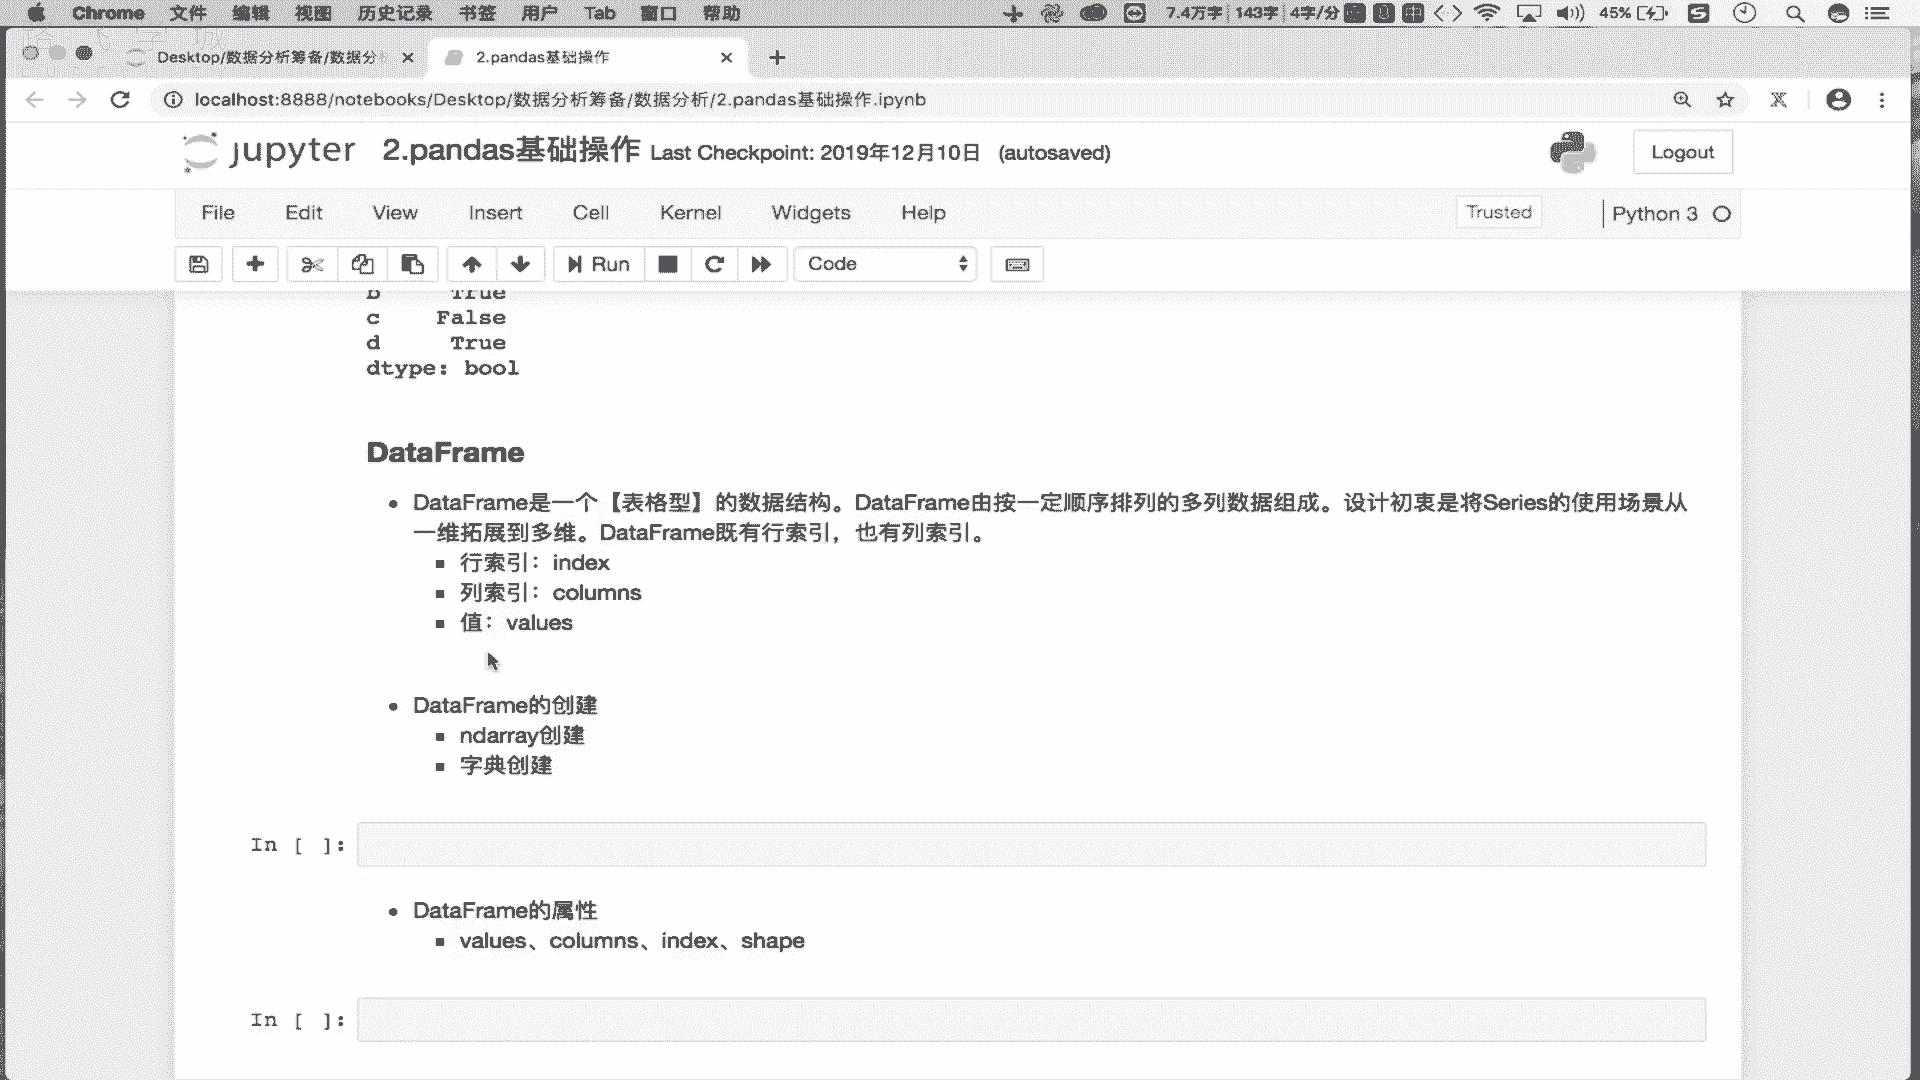 Chrome 文件 编辑 视图 历史记录 书签 用户 Tab 窗口 帮助 7.4万字 143字 4字/分 中 45%
Desktop/数据分析筹备/数据分 2.pandas基础操作
localhost:8888/notebooks/Desktop/数据分析筹备/数据分析/2.pandas基础操作.ipynb
jupyter 2.pandas基础操作 Last Checkpoint: 2019年12月10日 (autosaved) Logout
File Edit View Insert Cell Kernel Widgets Help Trusted Python 3
Run Code
b True
c False
d True
dtype: bool
DataFrame
DataFrame是一个【表格型】的数据结构。DataFrame由按一定顺序排列的多列数据组成。设计初衷是将Series的使用场景从
一维拓展到多维。DataFrame既有行索引，也有列索引。
行索引：index
列索引：columns
值：values
DataFrame的创建
ndarray创建
字典创建
In [ ]:
DataFrame的属性
values、columns、index、shape
In [ ]: